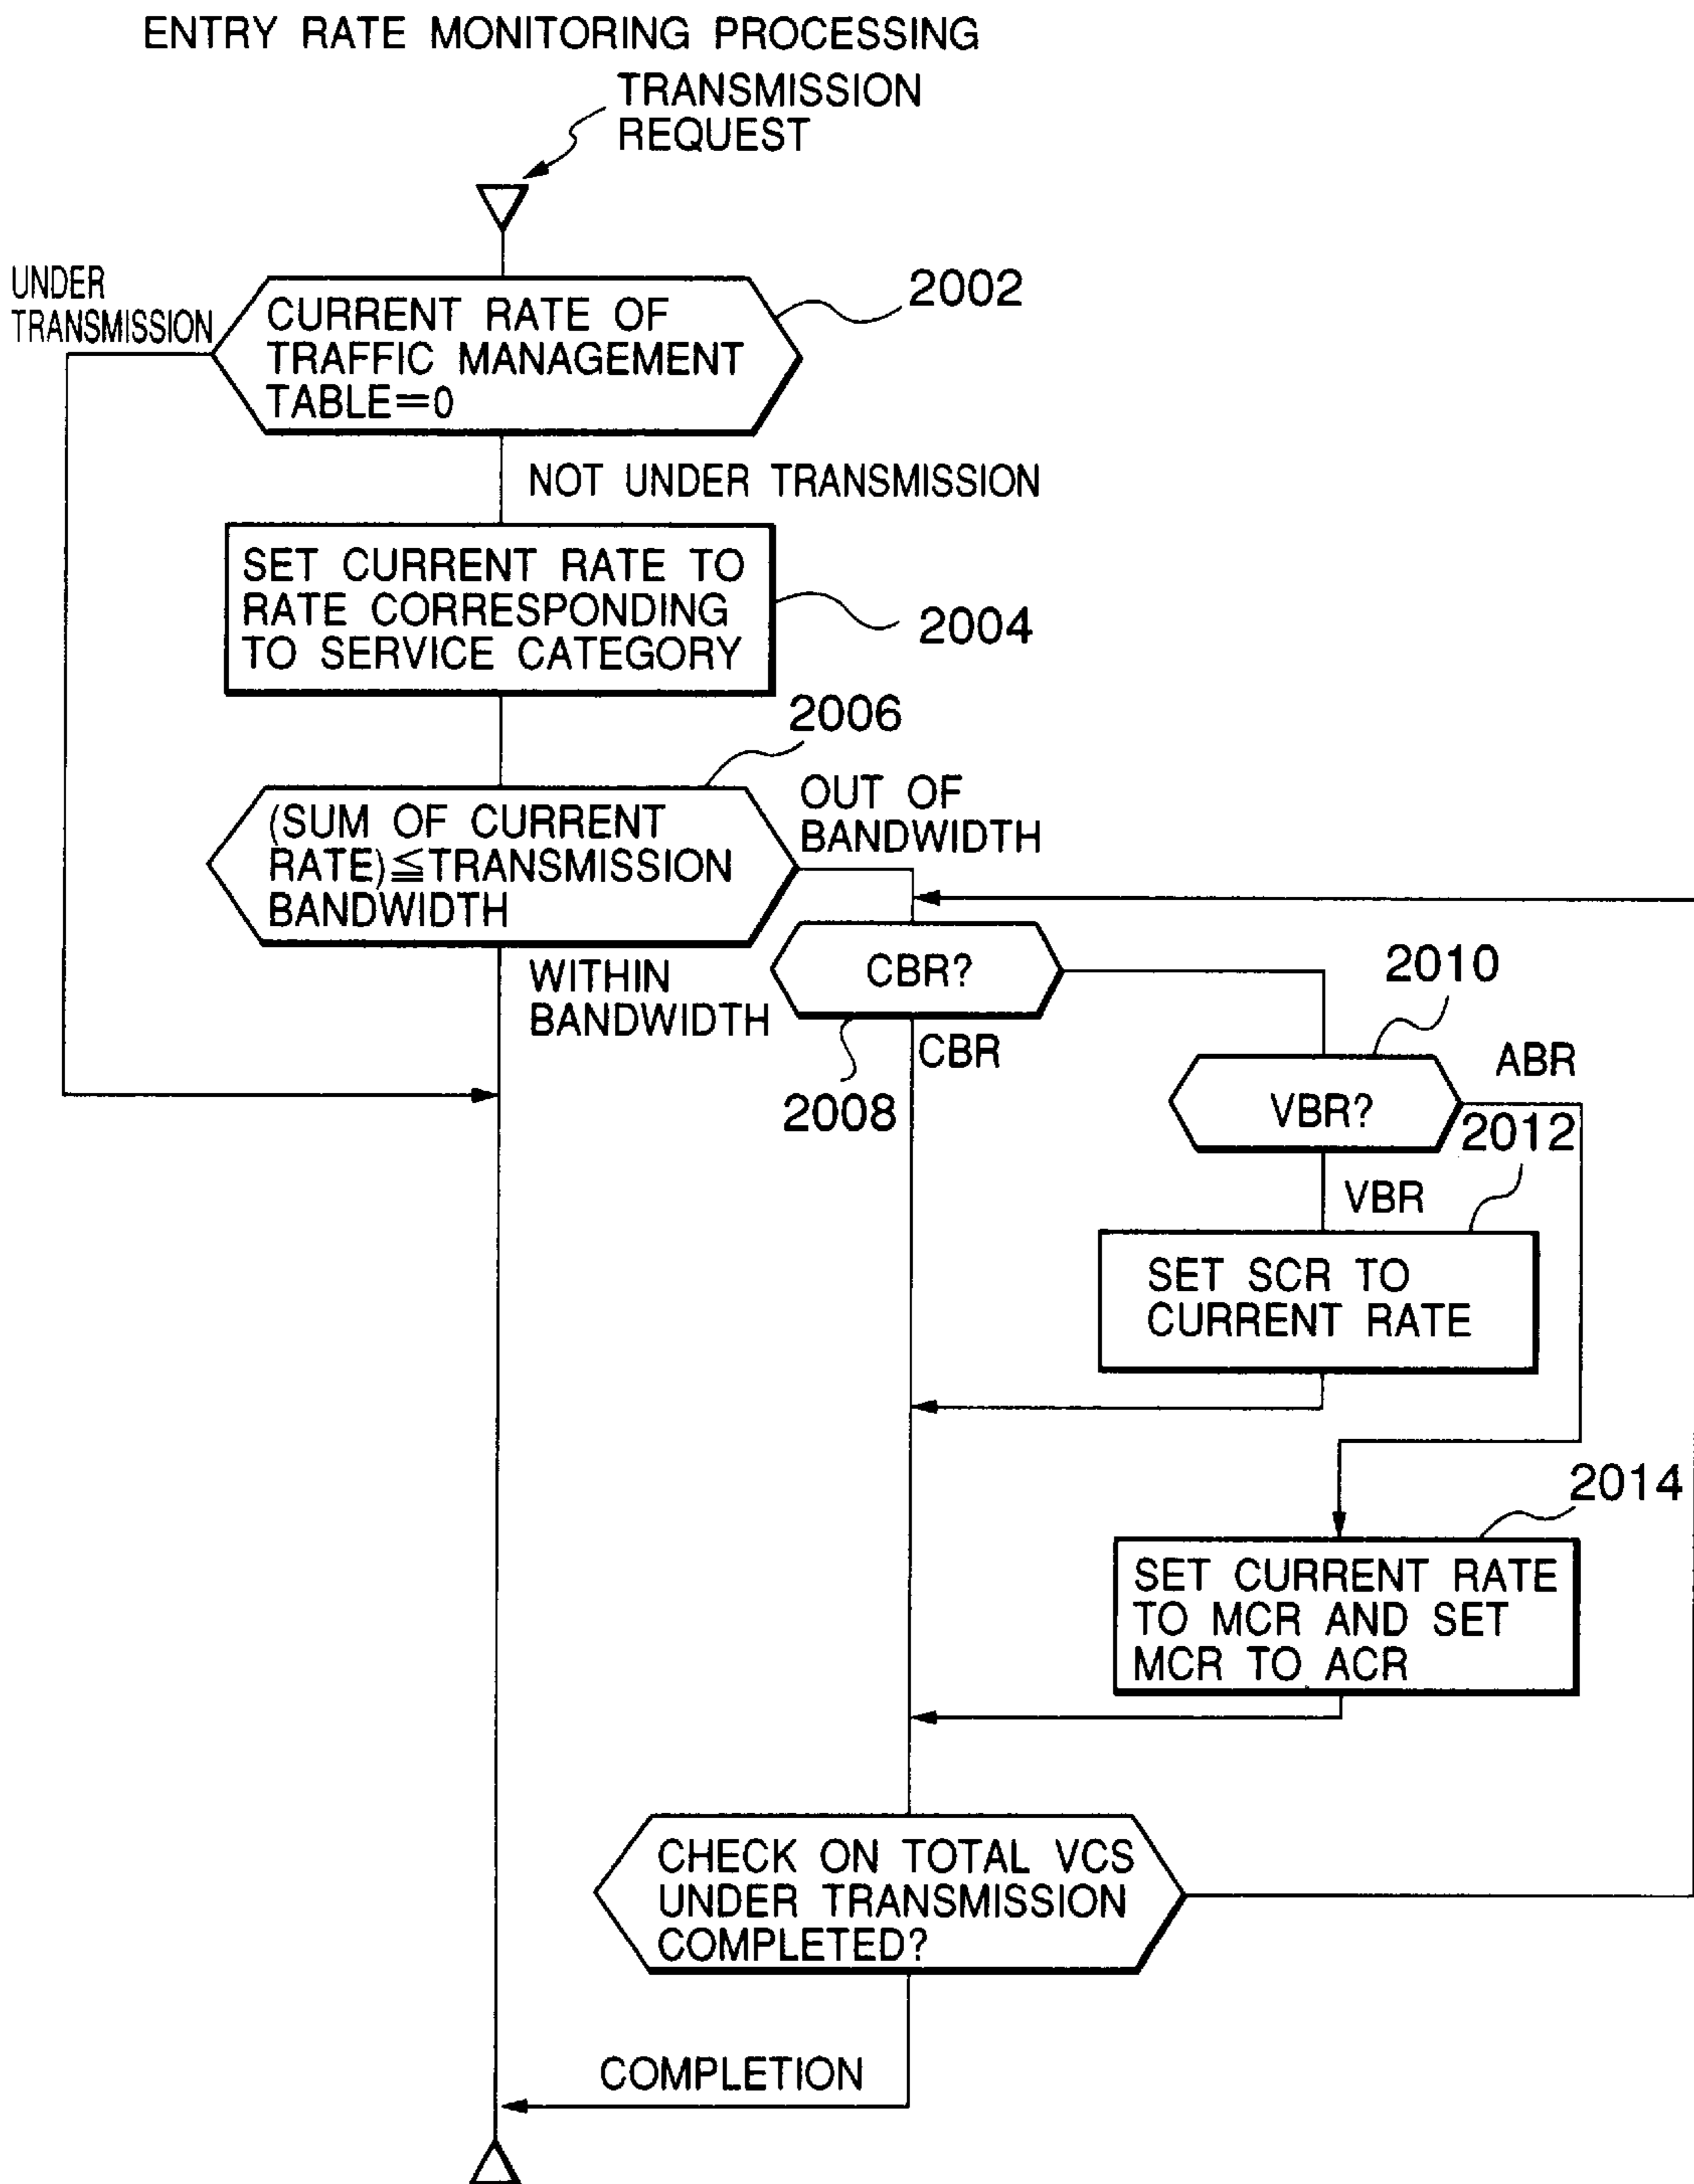 ENTRY RATE MONITORING PROCESSING
TRANSMISSION
REQUEST
UNDER
TRANSMISSION
CURRENT RATE OF
TRAFFIC MANAGEMENT
TABLE=0
2002
NOT UNDER TRANSMISSION
SET CURRENT RATE TO
RATE CORRESPONDING
TO SERVICE CATEGORY
2004
2006
(SUM OF CURRENT
RATE)≦TRANSMISSION
BANDWIDTH
OUT OF
BANDWIDTH
WITHIN
BANDWIDTH
CBR?
CBR
2008
2010
VBR?
ABR
2012
VBR
SET SCR TO
CURRENT RATE
2014
SET CURRENT RATE
TO MCR AND SET
MCR TO ACR
CHECK ON TOTAL VCS
UNDER TRANSMISSION
COMPLETED?
COMPLETION